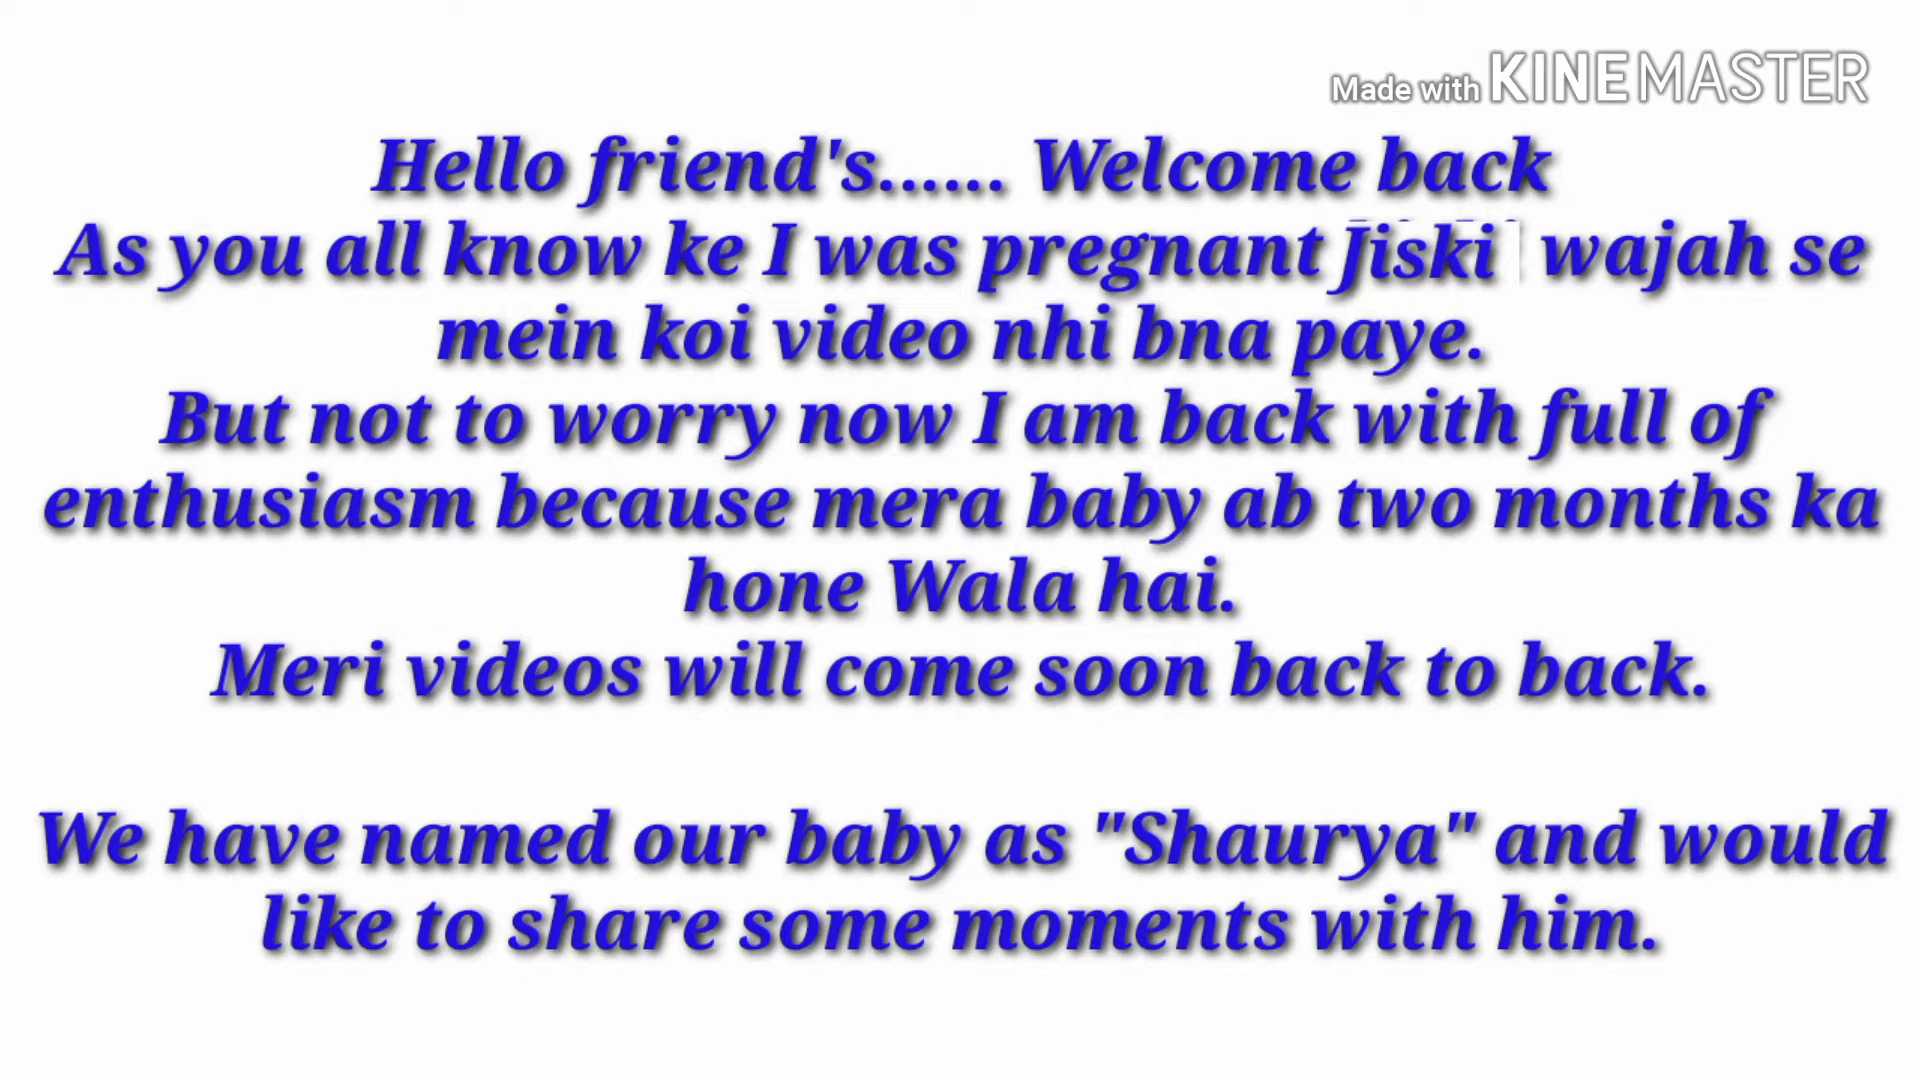 Made with KINEMASTER
Hello friend's...... Welcome back
As you all know ke I was pregnant Jiski wajah se
mein koi video nhi bna paye.
But not to worry now I am back with full of
enthusiasm because mera baby ab two months ka
hone Wala hai.
Meri videos will come soon back to back.
We have named our baby as "Shaurya" and would
like to share some moments with him.